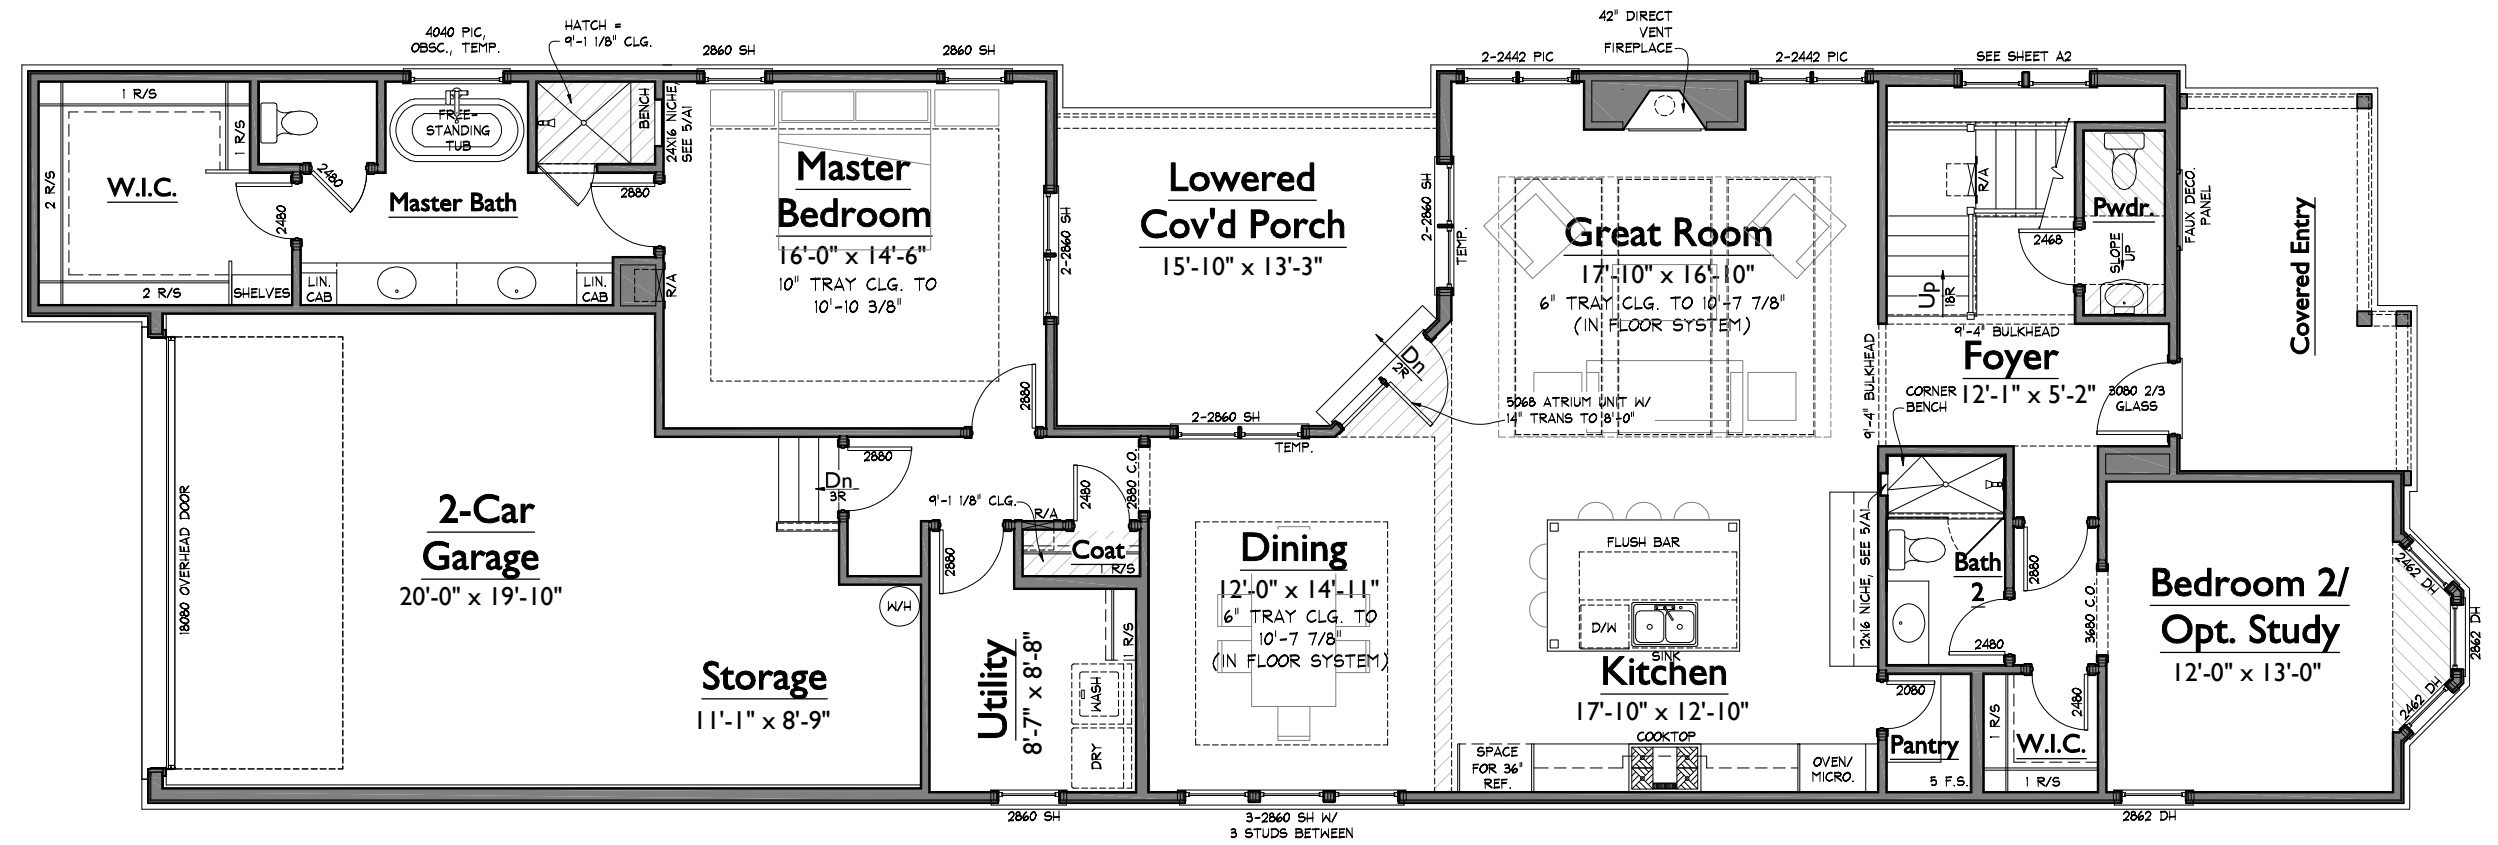 4040 PIC,
OBSC., TEMP.
HATCH =
9'-1 1/8" CLG.
2860 SH
2860 SH
42" DIRECT
VENT
FIREPLACE
2-2442 PIC
2-2442 PIC
SEE SHEET A2
1 R/S
1 R/S
2 R/S
W.I.C.
2 R/S
SHELVES
2480
2480
FREE-
STANDING
TUB
Master Bath
BENCH
24X16 NICHE,
SEE 5/A1
2880
LIN.
CAB
LIN.
CAB
R/A
Master
Bedroom
16'-0" x 14'-6"
10" TRAY CLG. TO
10'-10 3/8"
2-2860 SH
2880
Lowered
Cov'd Porch
15'-10" x 13'-3"
2-2860 SH
TEMP.
2-2860 SH
TEMP.
Dn
2R
5068 ATRIUM UNIT W/
14" TRANS TO 8'-0"
Great Room
17'-10" x 16'-10"
6" TRAY CLG. TO 10'-7 7/8"
(IN FLOOR SYSTEM)
R/A
Up
18R
Pwdr.
2468
SLOPE
UP
FAUX DECO.
PANEL
Covered Entry
9'-4" BULKHEAD
9'-4" BULKHEAD
Foyer
12'-1" x 5'-2"
3080 2/3
GLASS
CORNER
BENCH
18080 OVERHEAD DOOR
2-Car
Garage
20'-0" x 19'-10"
Storage
11'-1" x 8'-9"
Dn
3R
2880
9'-1 1/8" CLG.
R/A
2480
2880 C.O.
Coat
1 R/S
2880
W/H
Utility
8'-7" x 8'-8"
1 R/S
WASH
DRY
2860 SH
Dining
12'-0" x 14'-11"
6" TRAY CLG. TO
10'-7 7/8"
(IN FLOOR SYSTEM)
3-2860 SH W/
3 STUDS BETWEEN
FLUSH BAR
D/W
SINK
Kitchen
17'-10" x 12'-10"
COOKTOP
SPACE
FOR 36"
REF.
OVEN/
MICRO.
12x16 NICHE, SEE 5/A1
Bath
2
2480
2880
3680 C.O.
2080
Pantry
5 F.S.
1 R/S
W.I.C.
1 R/S
2480
Bedroom 2/
Opt. Study
12'-0" x 13'-0"
2462 DH
2862 DH
2462 DH
2862 DH